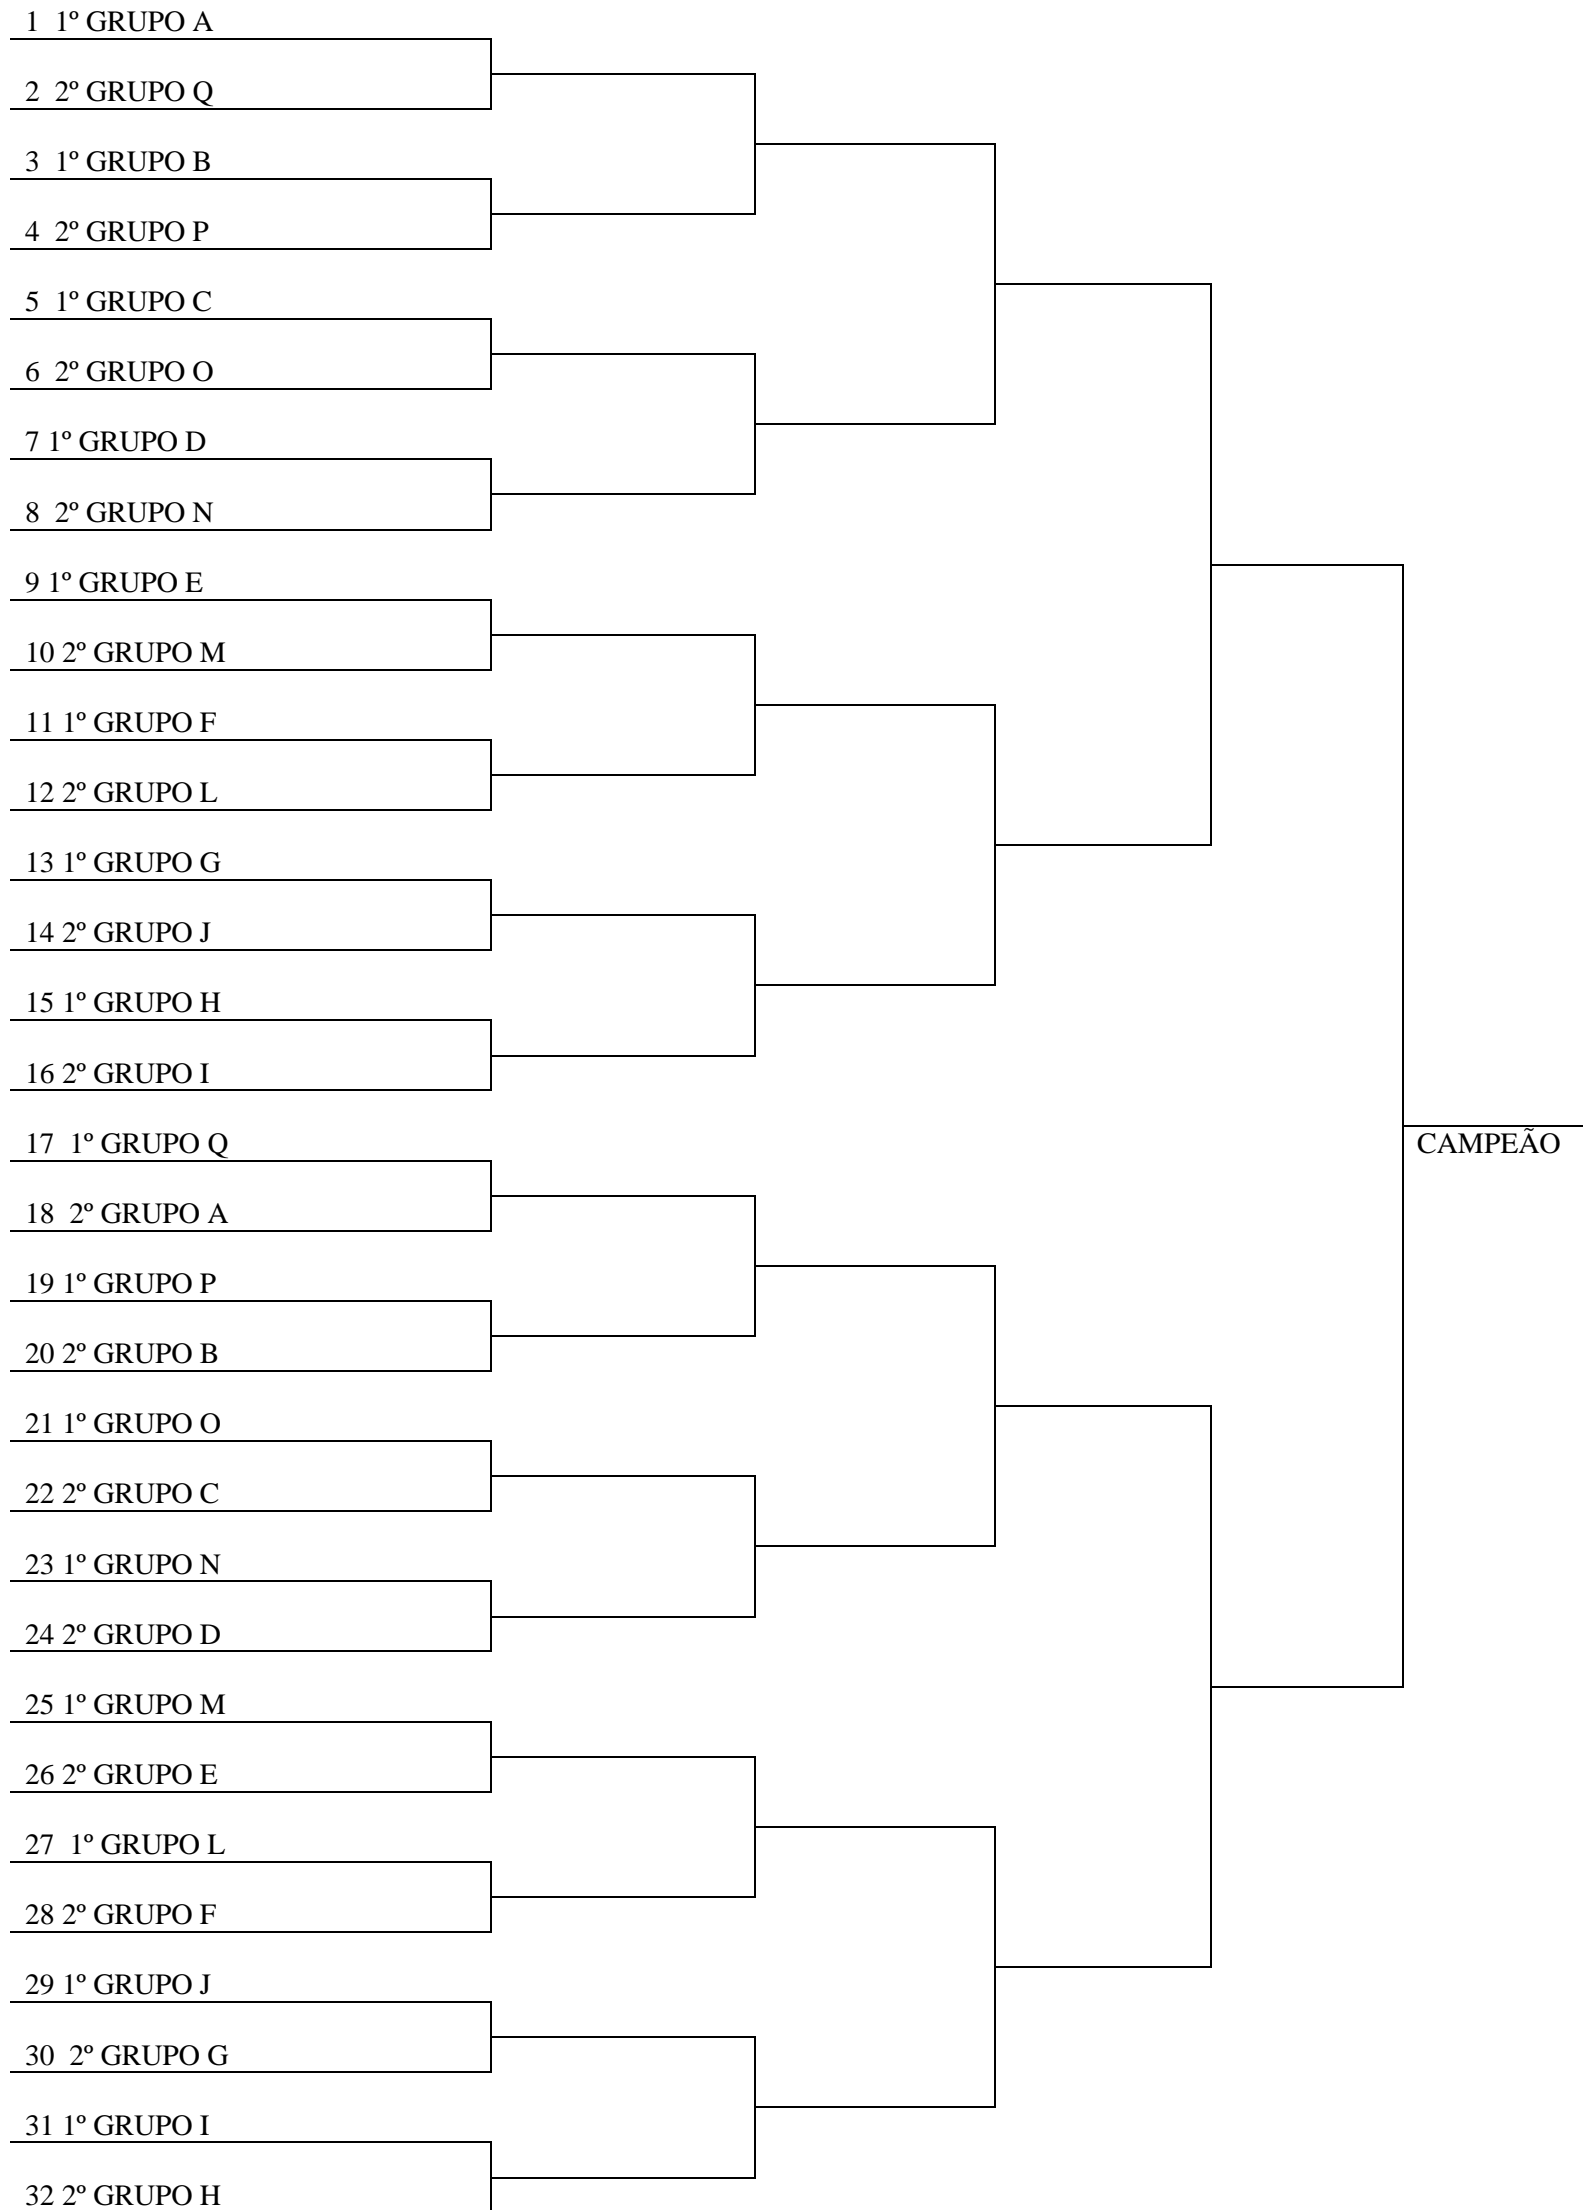 1 1º GRUPO A
2 2º GRUPO Q
3 1º GRUPO B
4 2º GRUPO P
5 1º GRUPO C
6 2º GRUPO O
7 1º GRUPO D
8 2º GRUPO N
9 1º GRUPO E
10 2º GRUPO M
11 1º GRUPO F
12 2º GRUPO L
13 1º GRUPO G
14 2º GRUPO J
15 1º GRUPO H
16 2º GRUPO I
17 1º GRUPO Q
CAMPEÃO
18 2º GRUPO A
19 1º GRUPO P
20 2º GRUPO B
21 1º GRUPO O
22 2º GRUPO C
23 1º GRUPO N
24 2º GRUPO D
25 1º GRUPO M
26 2º GRUPO E
27 1º GRUPO L
28 2º GRUPO F
29 1º GRUPO J
30 2º GRUPO G
31 1º GRUPO I
32 2º GRUPO H